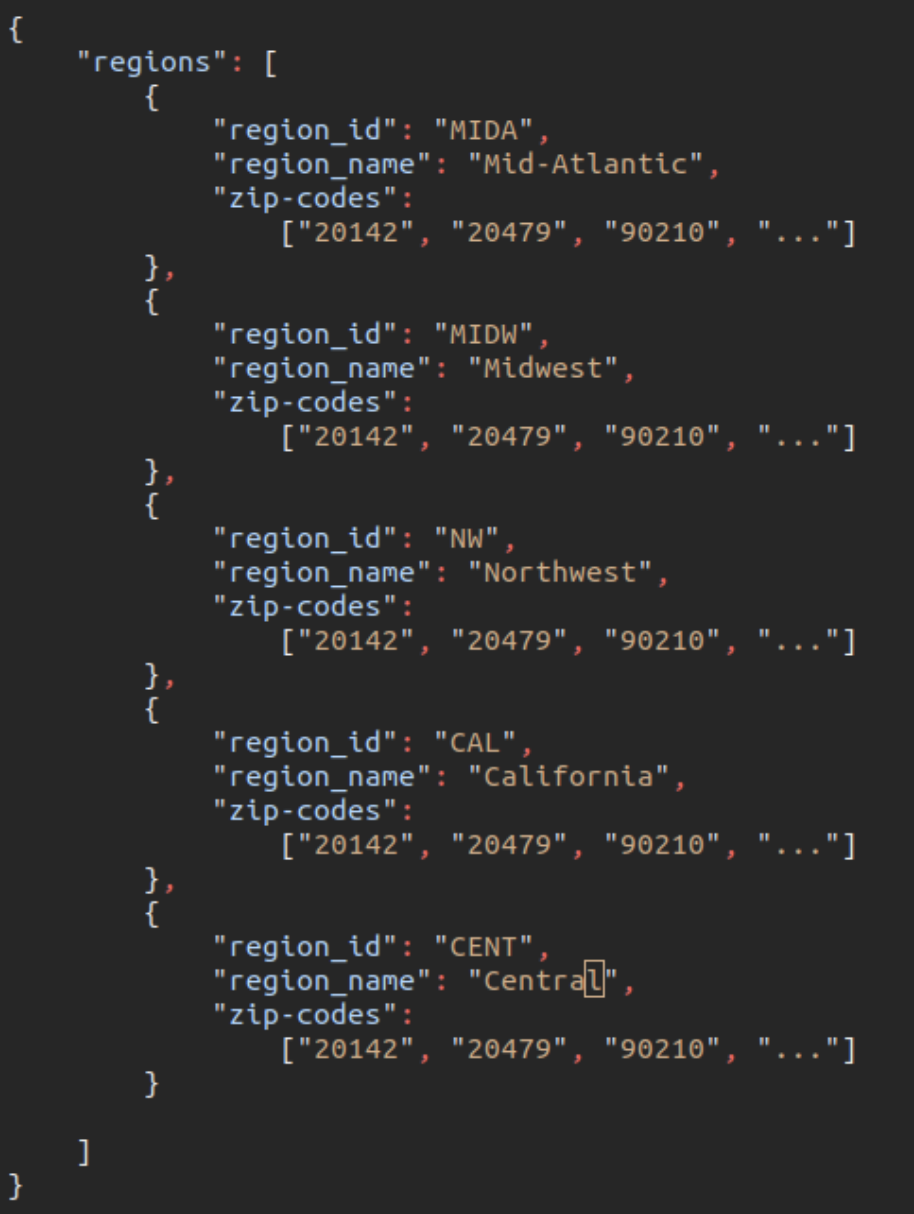 {
    "regions": [
        {
            "region_id": "MIDA",
            "region_name": "Mid-Atlantic",
            "zip-codes":
                ["20142", "20479", "90210", "..."]
        },
        {
            "region_id": "MIDW",
            "region_name": "Midwest",
            "zip-codes":
                ["20142", "20479", "90210", "..."]
        },
        {
            "region_id": "NW",
            "region_name": "Northwest",
            "zip-codes":
                ["20142", "20479", "90210", "..."]
        },
        {
            "region_id": "CAL",
            "region_name": "California",
            "zip-codes":
                ["20142", "20479", "90210", "..."]
        },
        {
            "region_id": "CENT",
            "region_name": "Central",
            "zip-codes":
                ["20142", "20479", "90210", "..."]
        }

    ]
}